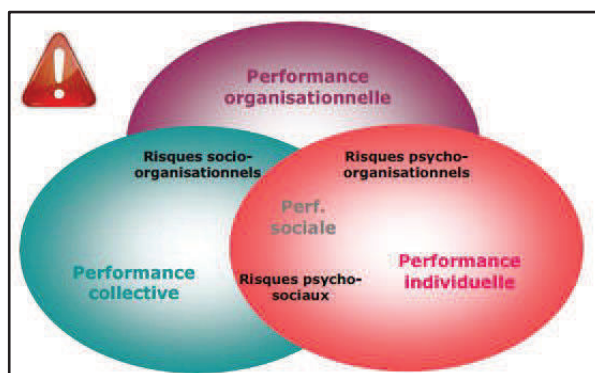 Performance
organisationnelle
Risques socio-
organisationnels
Risques psycho-
organisationnels
Perf.
sociale
Performance
collective
Risques psycho-
sociaux
Performance
individuelle